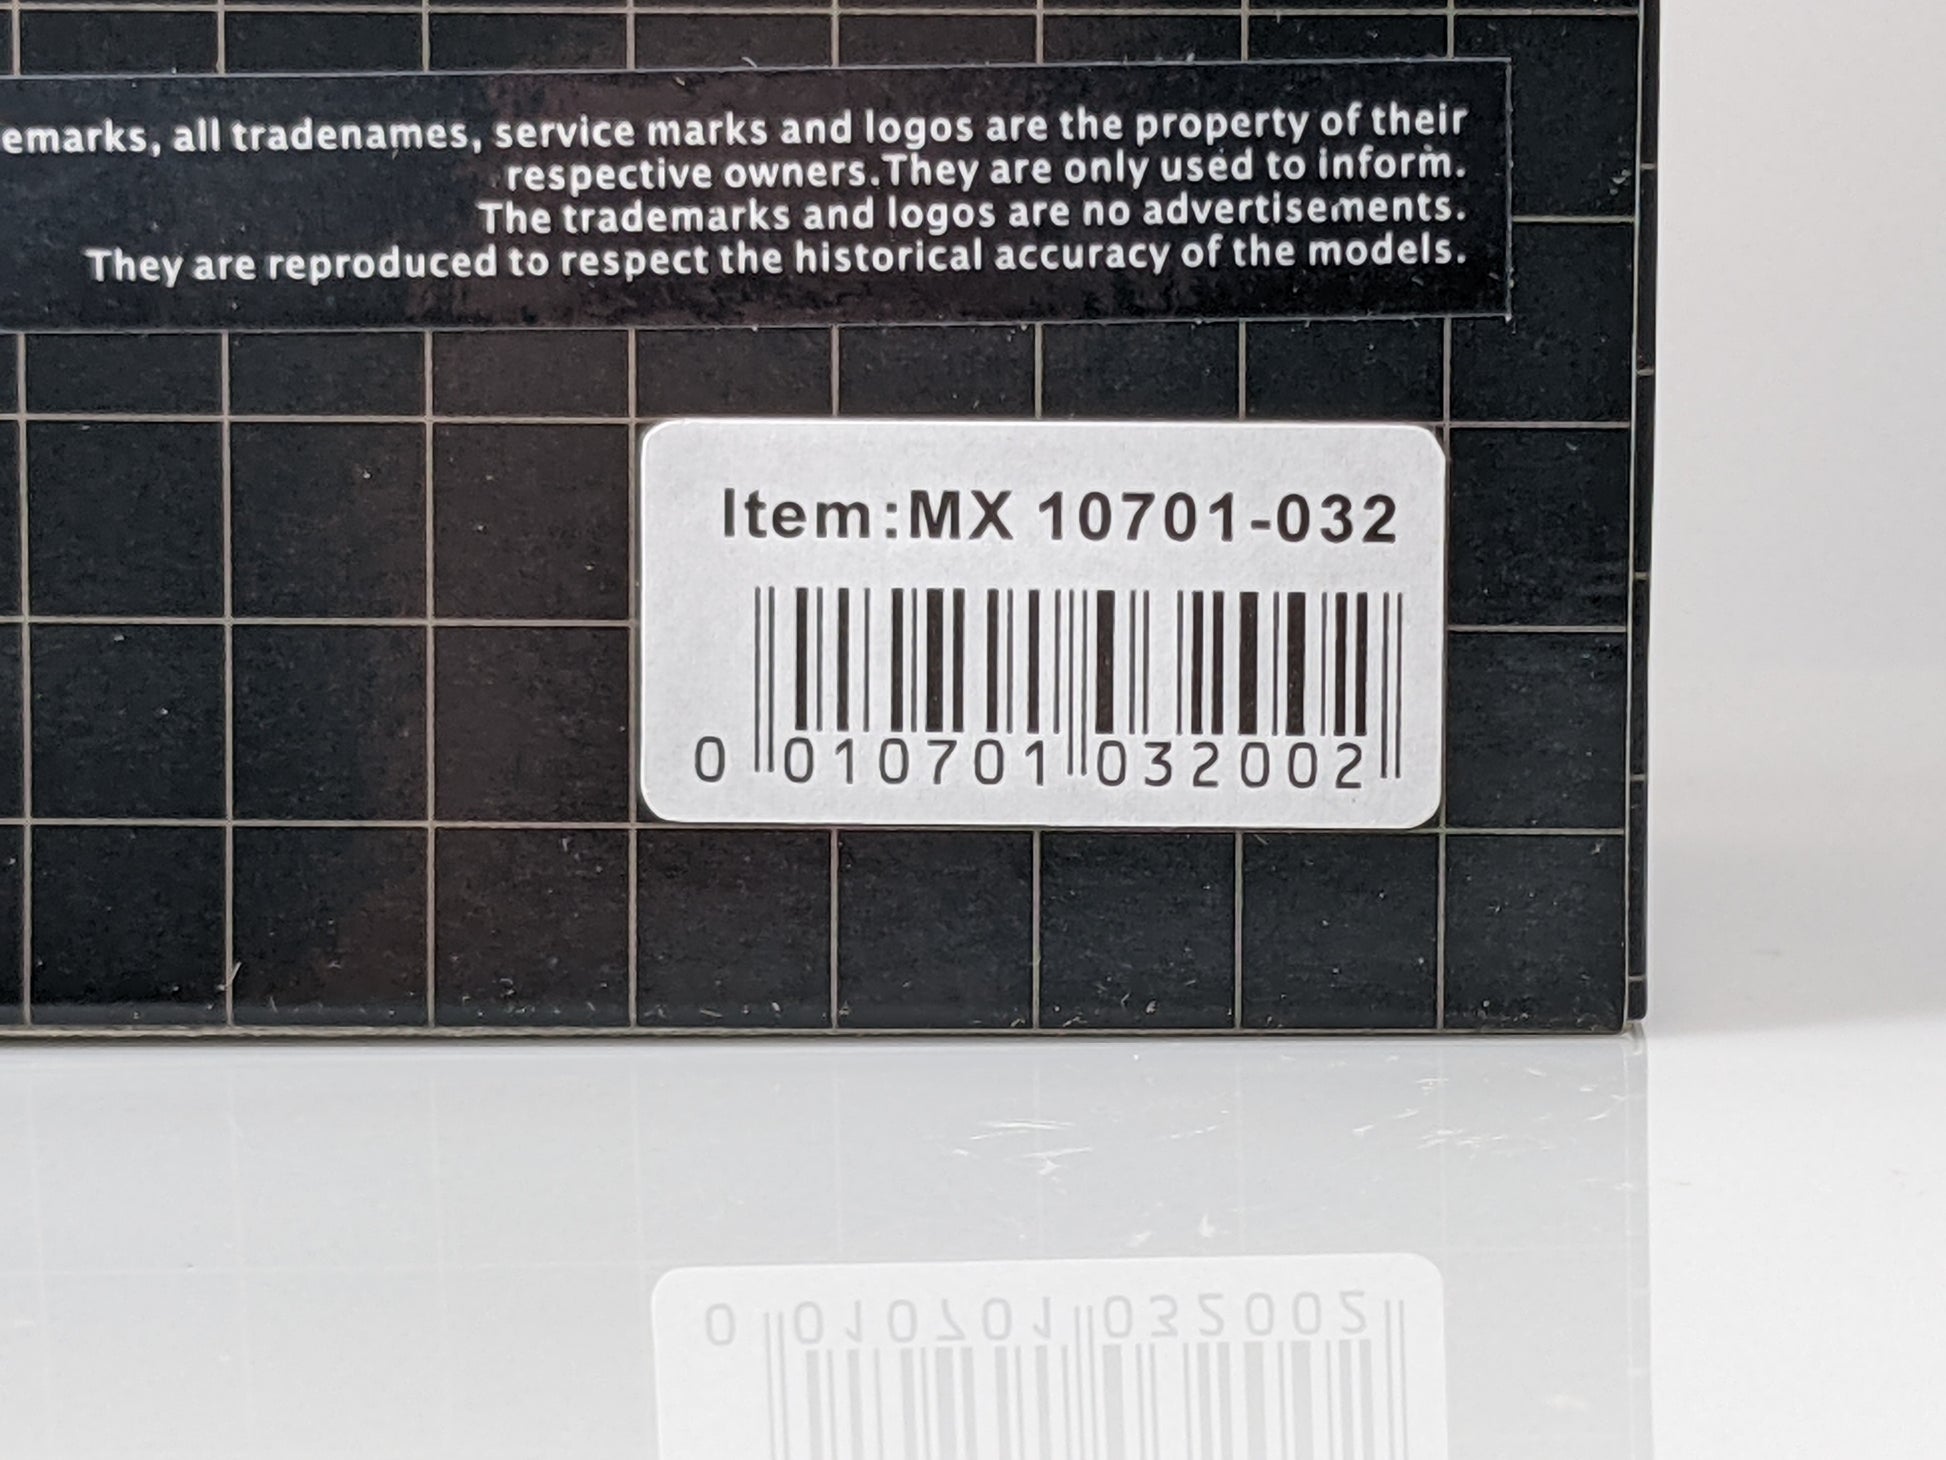 emarks, all tradenames, service marks and logos are the property of their
respective owners.They are only used to inform.
The trademarks and logos are no advertisements.
They are reproduced to respect the historical accuracy of the models.
Item:MX 10701-032
0 010701 032002